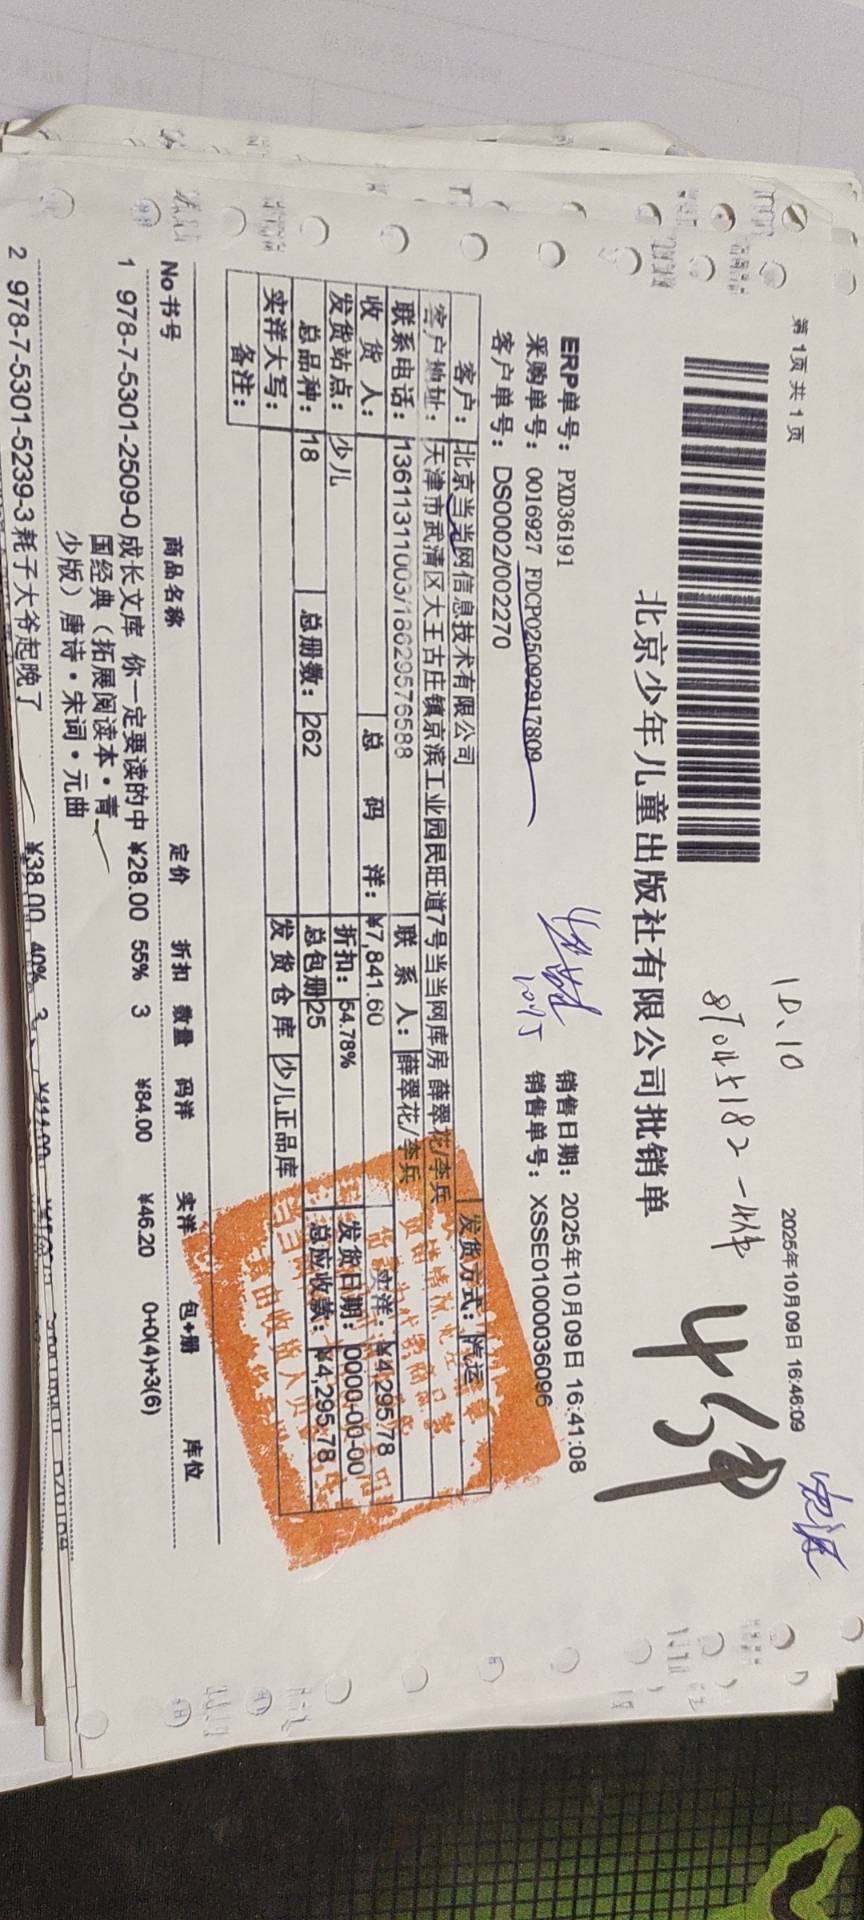 第 1页 共 1 页
2025年10月09日 16:46:09
10.10
北京少年儿童出版社有限公司批销单
ERP单号： PXD36191
销售日期： 2025年10月09日 16:41:08
采购单号： 0016927 FDCP025092917809
销售单号： XSSE01000036096
客户单号： DS0002/002270
客户： 北京当当网信息技术有限公司 发货方式： 汽运
客户地址： 天津市武清区大王古庄镇京滨工业园民旺道7号当当网库房 薛翠花/李兵
联系电话： 13611311003/18629576588 联 系 人： 薛翠花/李兵
收 货 人： 总 码 洋： ¥7,841.60 实洋： ¥4,295.78
发货站点： 少儿 折扣： 54.78% 发货日期： 0000-00-00
总品种： 18 总册数： 262 总包册 25 总应收款： ¥4,295.78
实洋大写： 发 货 仓 库 少儿正品库
备注：
No 书号 商品名称 定价 折扣 数量 码洋 实洋 包+册 库位
1 978-7-5301-2509-0 成长文库 你一定要读的中 ¥28.00 55% 3 ¥84.00 ¥46.20 0+0(4)+3(6)
国经典（拓展阅读本·青
少版）唐诗·宋词·元曲
2 978-7-5301-5239-3 耗子大爷起晚了 ¥38.00 40% 3